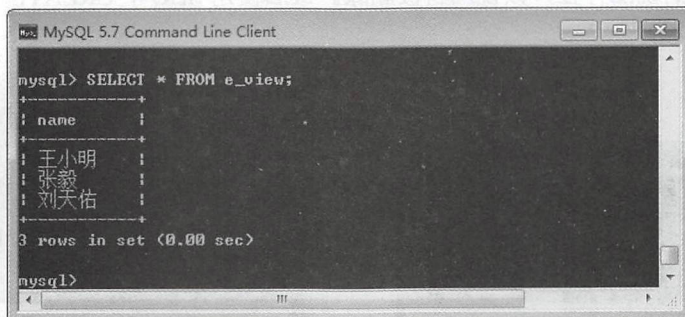 MySQL 5.7 Command Line Client
mysql> SELECT * FROM e_view;
+-----------+
| name      |
+-----------+
| 王小明    |
| 张毅      |
| 刘天佑    |
+-----------+
3 rows in set (0.00 sec)
mysql>